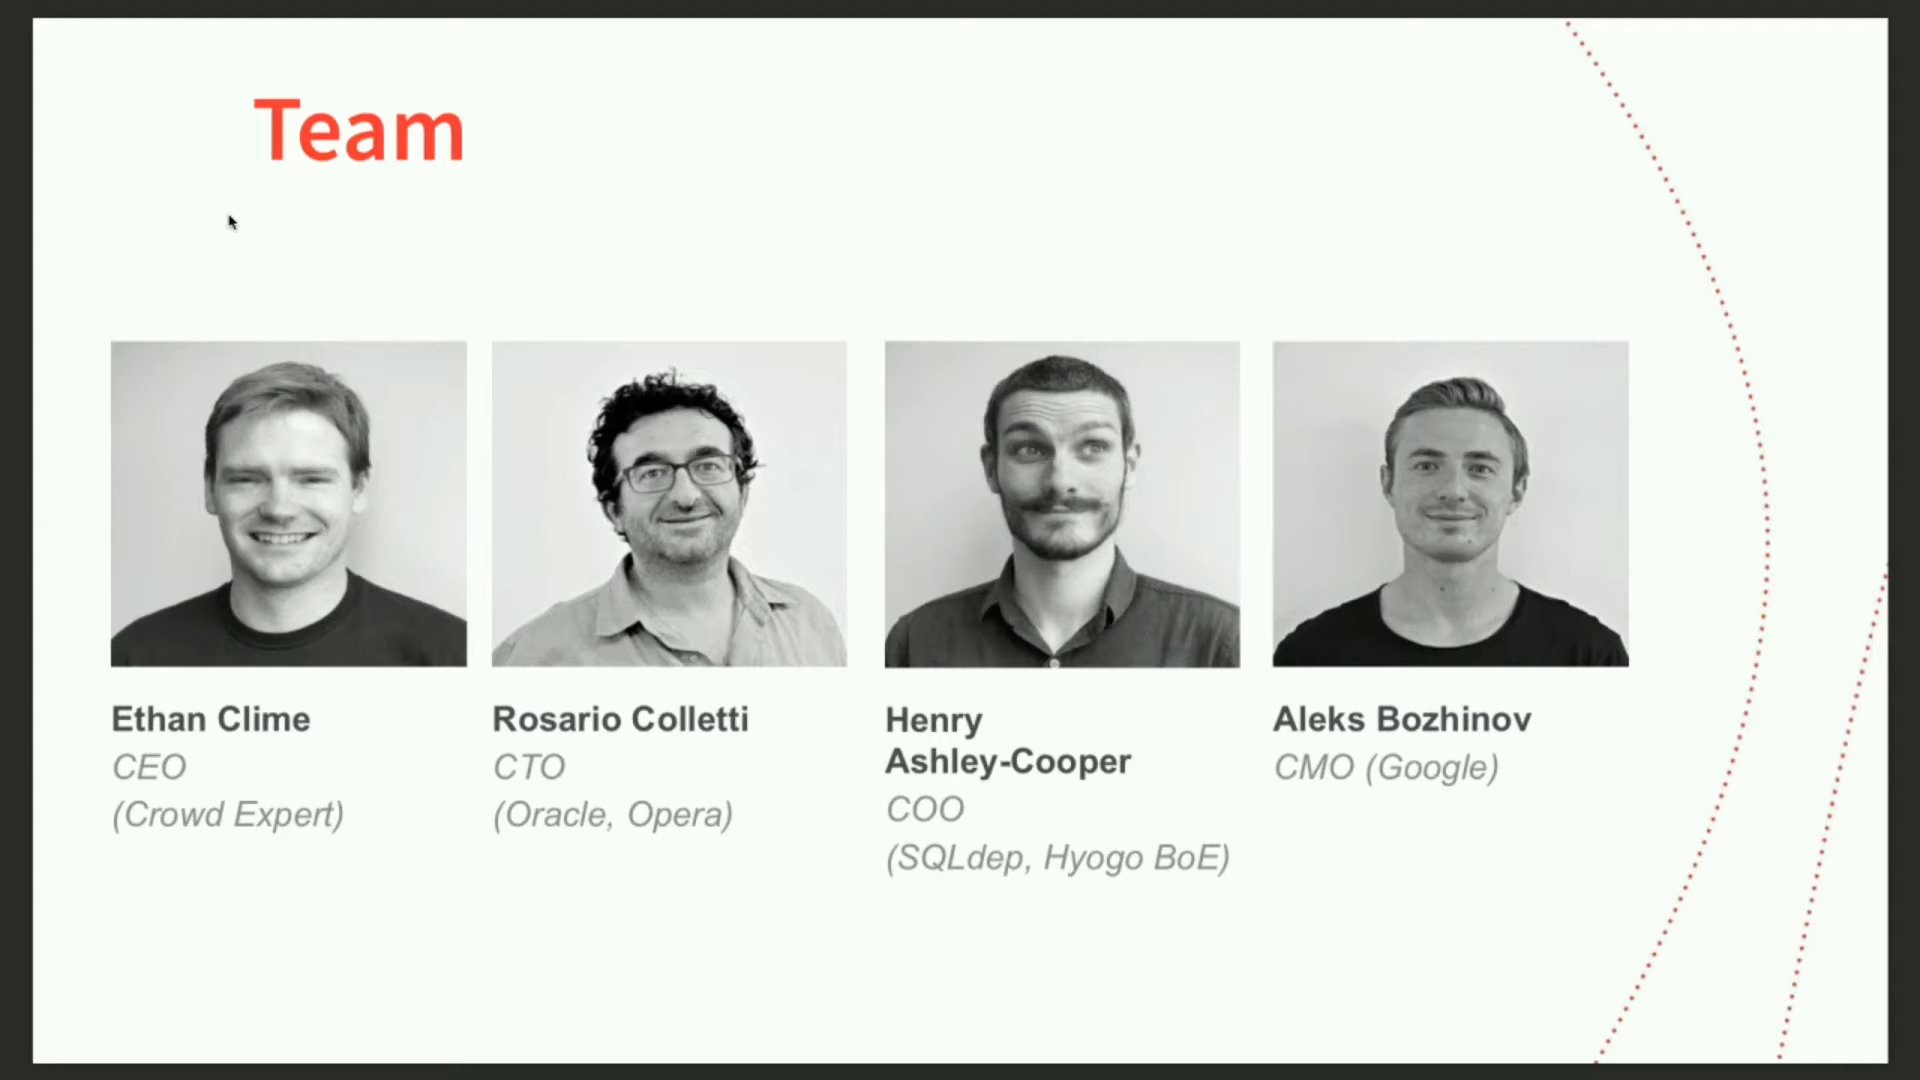 Team
Ethan Clime
CEO
(Crowd Expert)
Rosario Colletti
CTO
(Oracle, Opera)
Henry
Ashley-Cooper
COO
(SQLdep, Hyogo BoE)
Aleks Bozhinov
CMO (Google)